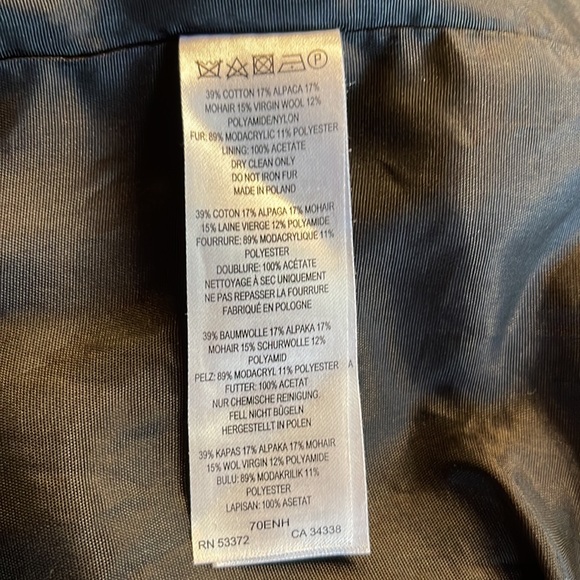 P
39% COTTON 17% ALPACA 17%
MOHAIR 15% VIRGIN WOOL 12%
POLYAMIDE/NYLON
FUR: 89% MODACRYLIC 11% POLYESTER
LINING: 100% ACETATE
DRY CLEAN ONLY
DO NOT IRON FUR
MADE IN POLAND
39% COTON 17% ALPAGA 17% MOHAIR
15% LAINE VIERGE 12% POLYAMIDE
FOURRURE: 89% MODACRYLIQUE 11%
POLYESTER
DOUBLURE: 100% ACÉTATE
NETTOYAGE À SEC UNIQUEMENT
NE PAS REPASSER LA FOURRURE
FABRIQUÉ EN POLOGNE
39% BAUMWOLLE 17% ALPAKA 17%
MOHAIR 15% SCHURWOLLE 12%
POLYAMID
PELZ: 89% MODACRYL 11% POLYESTER A
FUTTER: 100% ACETAT
NUR CHEMISCHE REINIGUNG.
FELL NICHT BÜGELN
HERGESTELLT IN POLEN
39% KAPAS 17% ALPAKA 17% MOHAIR
15% WOL VIRGIN 12% POLYAMIDE
BULU: 89% MODAKRILIK 11%
POLYESTER
LAPISAN: 100% ASETAT
70ENH
RN 53372 CA 34338